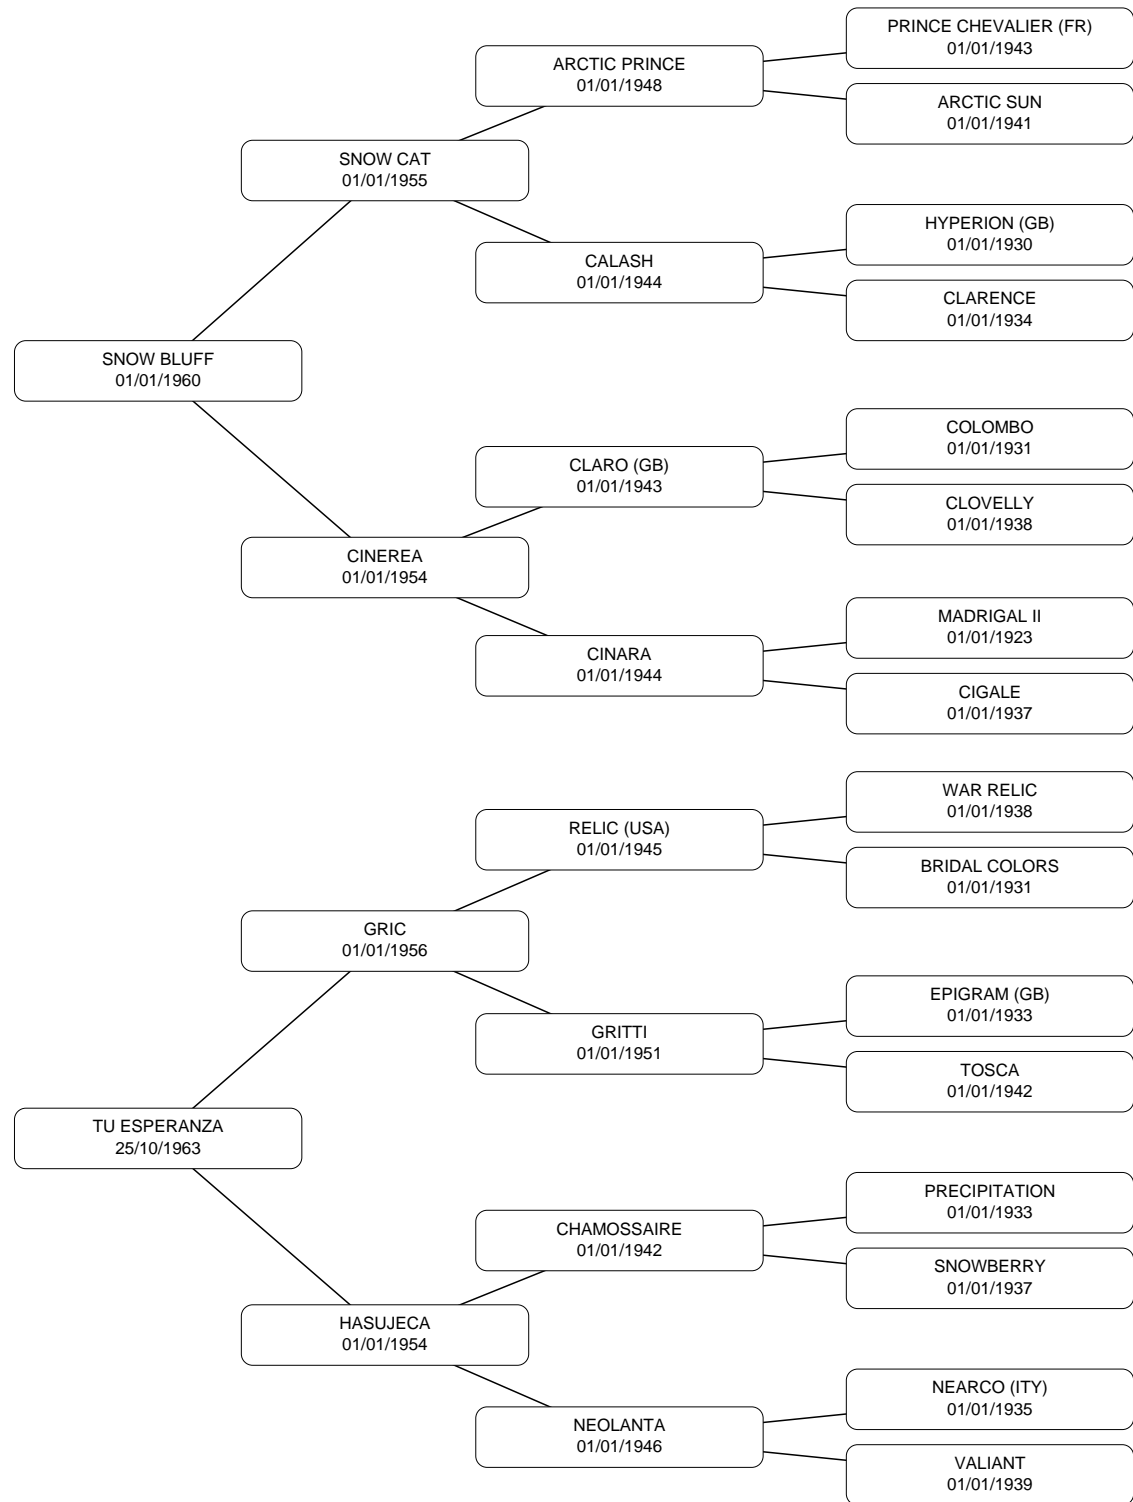 PRINCE CHEVALIER (FR)
01/01/1943
ARCTIC PRINCE
01/01/1948
ARCTIC SUN
01/01/1941
SNOW CAT
01/01/1955
HYPERION (GB)
01/01/1930
CALASH
01/01/1944
CLARENCE
01/01/1934
SNOW BLUFF
01/01/1960
COLOMBO
01/01/1931
CLARO (GB)
01/01/1943
CLOVELLY
01/01/1938
CINEREA
01/01/1954
MADRIGAL II
01/01/1923
CINARA
01/01/1944
CIGALE
01/01/1937
WAR RELIC
01/01/1938
RELIC (USA)
01/01/1945
BRIDAL COLORS
01/01/1931
GRIC
01/01/1956
EPIGRAM (GB)
01/01/1933
GRITTI
01/01/1951
TOSCA
01/01/1942
TU ESPERANZA
25/10/1963
PRECIPITATION
01/01/1933
CHAMOSSAIRE
01/01/1942
SNOWBERRY
01/01/1937
HASUJECA
01/01/1954
NEARCO (ITY)
01/01/1935
NEOLANTA
01/01/1946
VALIANT
01/01/1939